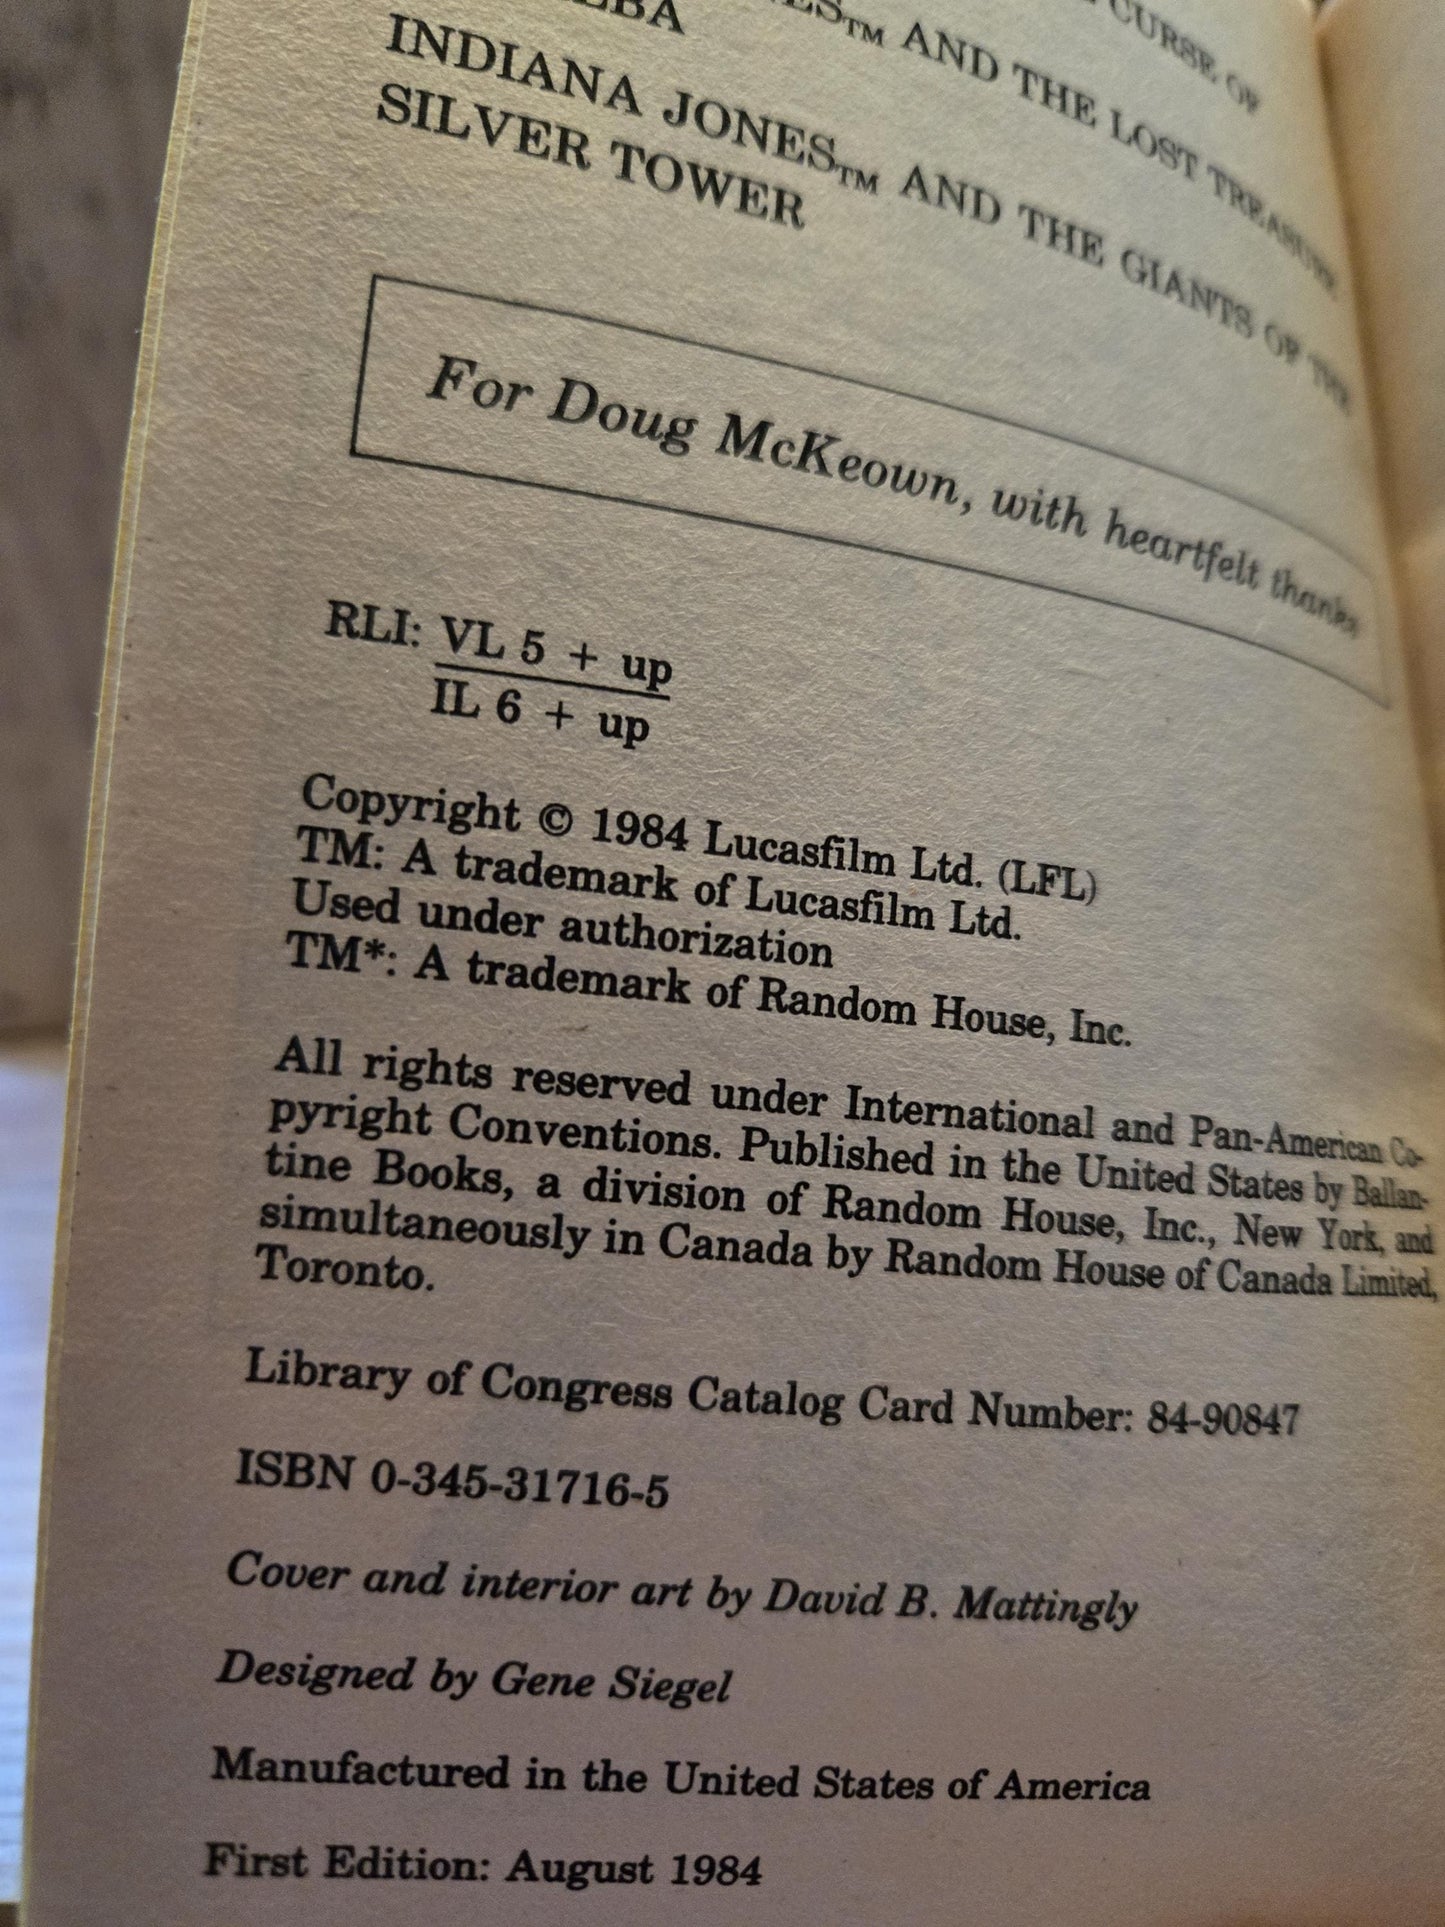 CURSE OF
TM AND THE LOST TREASURE
INDIANA JONES TM AND THE GIANTS OF THE
SILVER TOWER
For Doug McKeown, with heartfelt thanks
RLI: VL 5 + up
IL 6 + up
Copyright © 1984 Lucasfilm Ltd. (LFL)
TM: A trademark of Lucasfilm Ltd.
Used under authorization
TM*: A trademark of Random House, Inc.
All rights reserved under International and Pan-American Co-
pyright Conventions. Published in the United States by Ballan-
tine Books, a division of Random House, Inc., New York, and
simultaneously in Canada by Random House of Canada Limited,
Toronto.
Library of Congress Catalog Card Number: 84-90847
ISBN 0-345-31716-5
Cover and interior art by David B. Mattingly
Designed by Gene Siegel
Manufactured in the United States of America
First Edition: August 1984